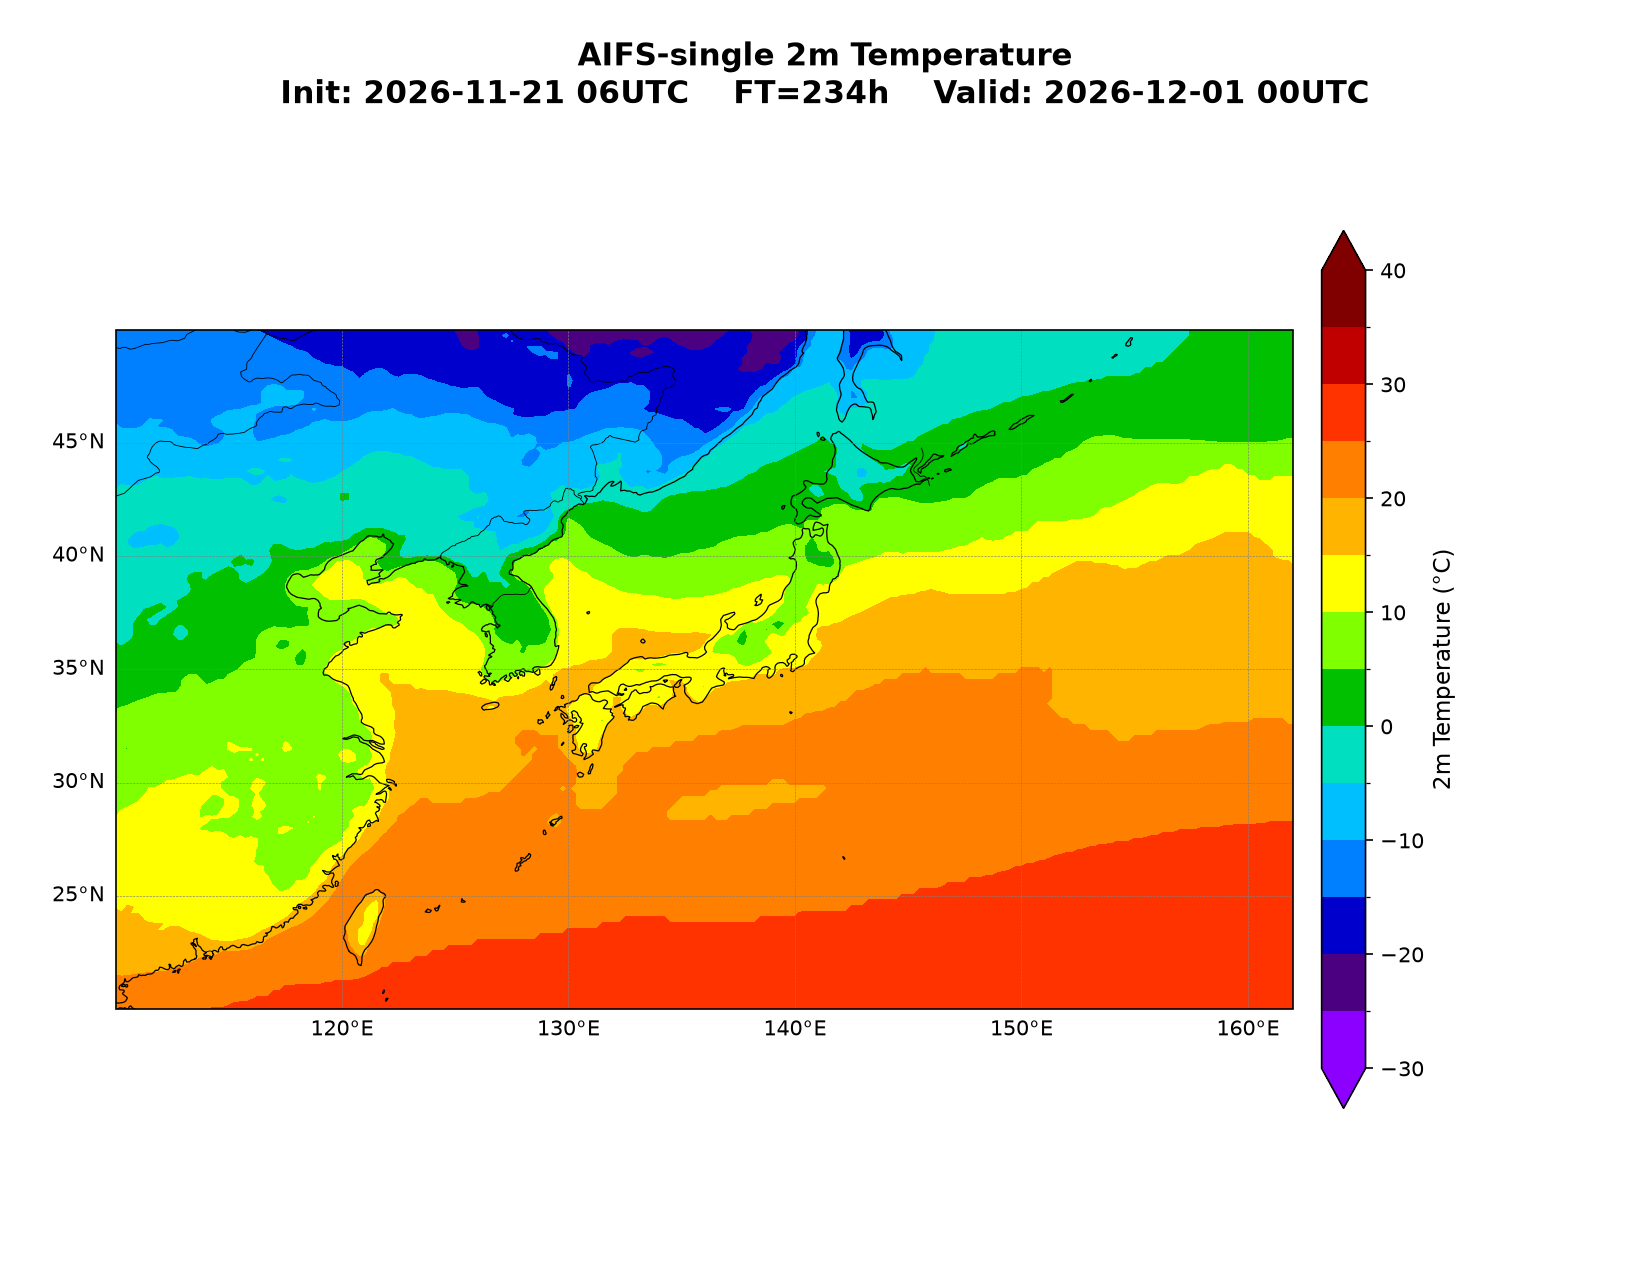 AIFS-single 2m Temperature
Init: 2026-11-21 06UTC    FT=234h    Valid: 2026-12-01 00UTC
45°N
40°N
35°N
30°N
25°N
120°E
130°E
140°E
150°E
160°E
40
30
20
10
0
−10
−20
−30
2m Temperature (°C)